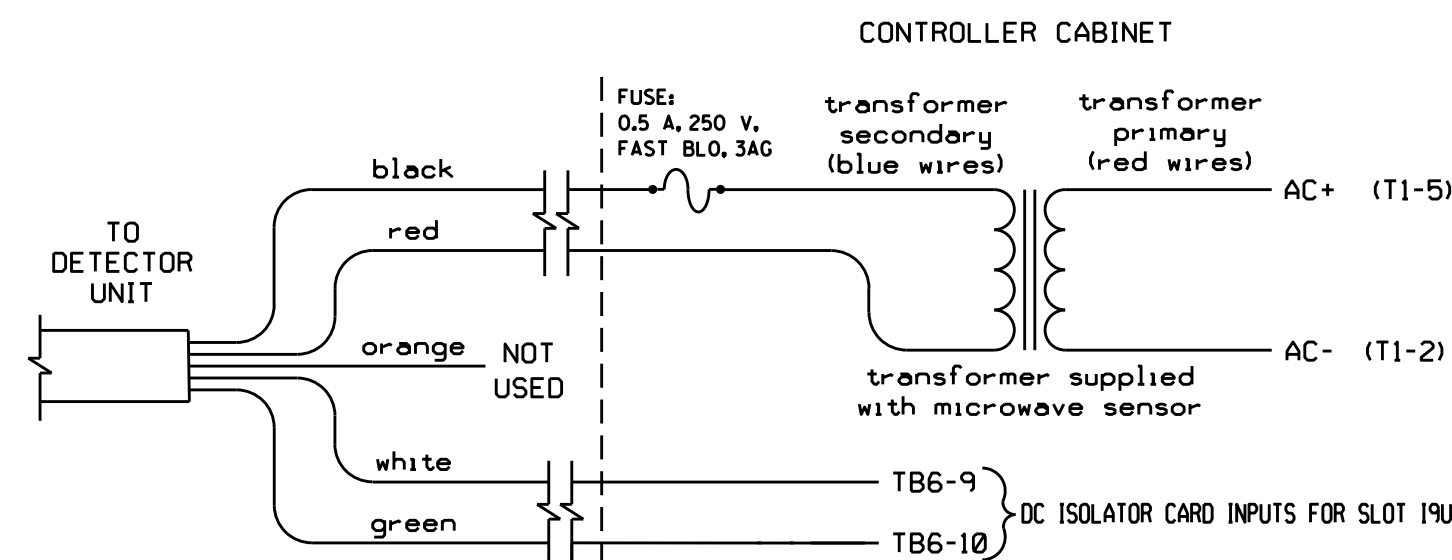 CONTROLLER CABINET
FUSE:
0.5 A, 250 V,
FAST BLO, 3AG
transformer
secondary
(blue wires)
transformer
primary
(red wires)
black
AC+ (T1-5)
red
TO
DETECTOR
UNIT
orange
NOT
USED
AC- (T1-2)
transformer supplied
with microwave sensor
white
TB6-9
DC ISOLATOR CARD INPUTS FOR SLOT I9U
green
TB6-10